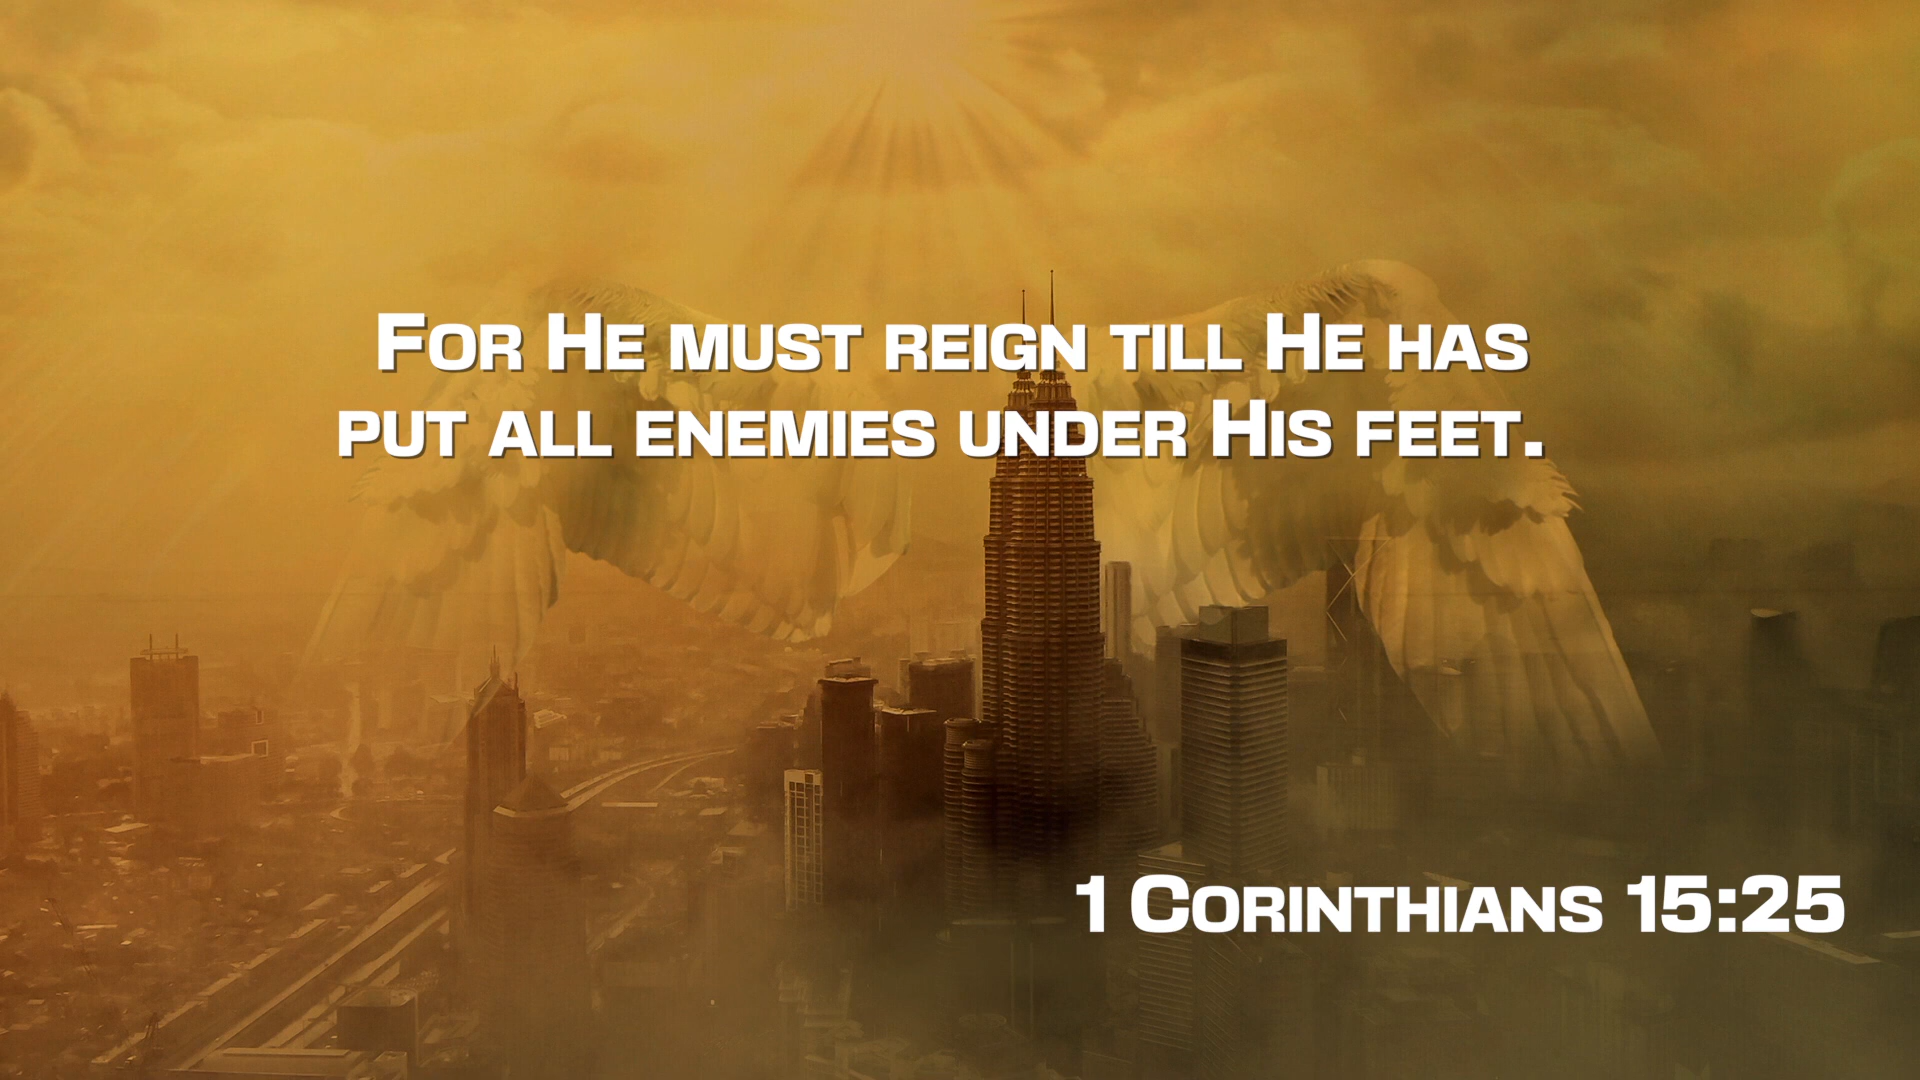 For He must reign till He has
put all enemies under His feet.
1 Corinthians 15:25